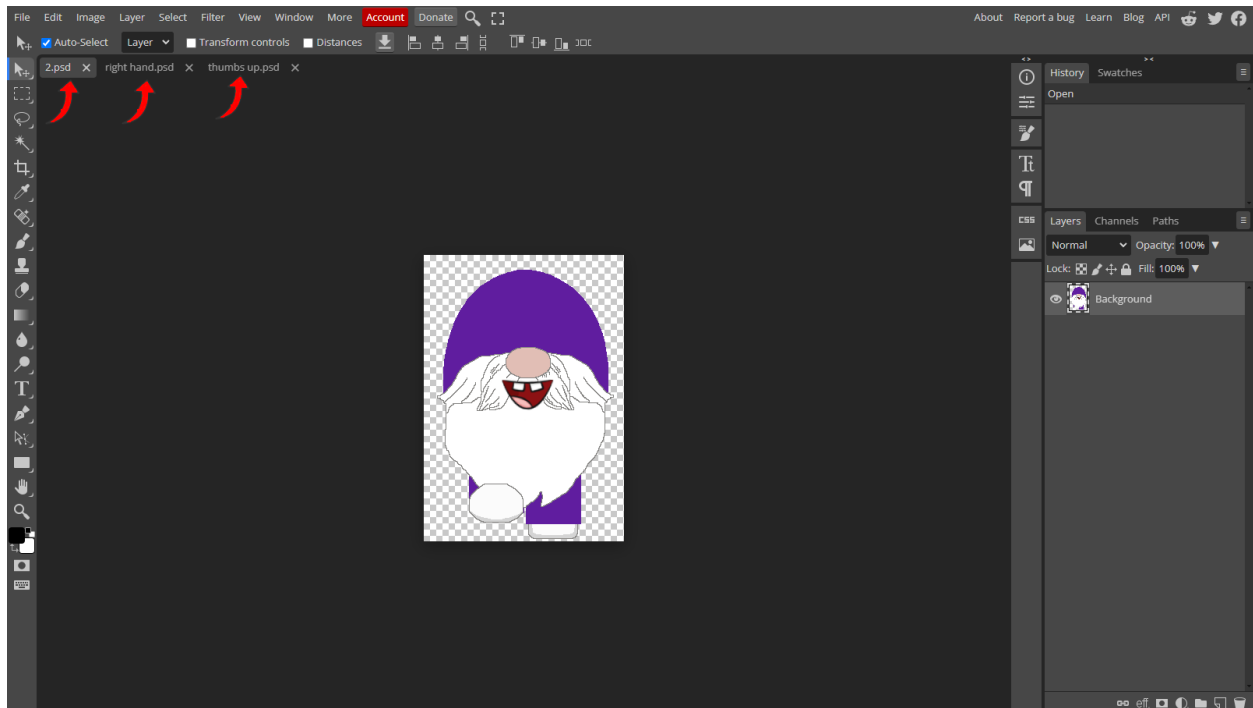 File Edit Image Layer Select Filter View Window More Account Donate About Report a bug Learn Blog API
Auto-Select Layer Transform controls Distances
2.psd right hand.psd thumbs up.psd
History Swatches
Open
CSS
Layers Channels Paths
Normal Opacity: 100%
Lock: Fill: 100%
Background
eff